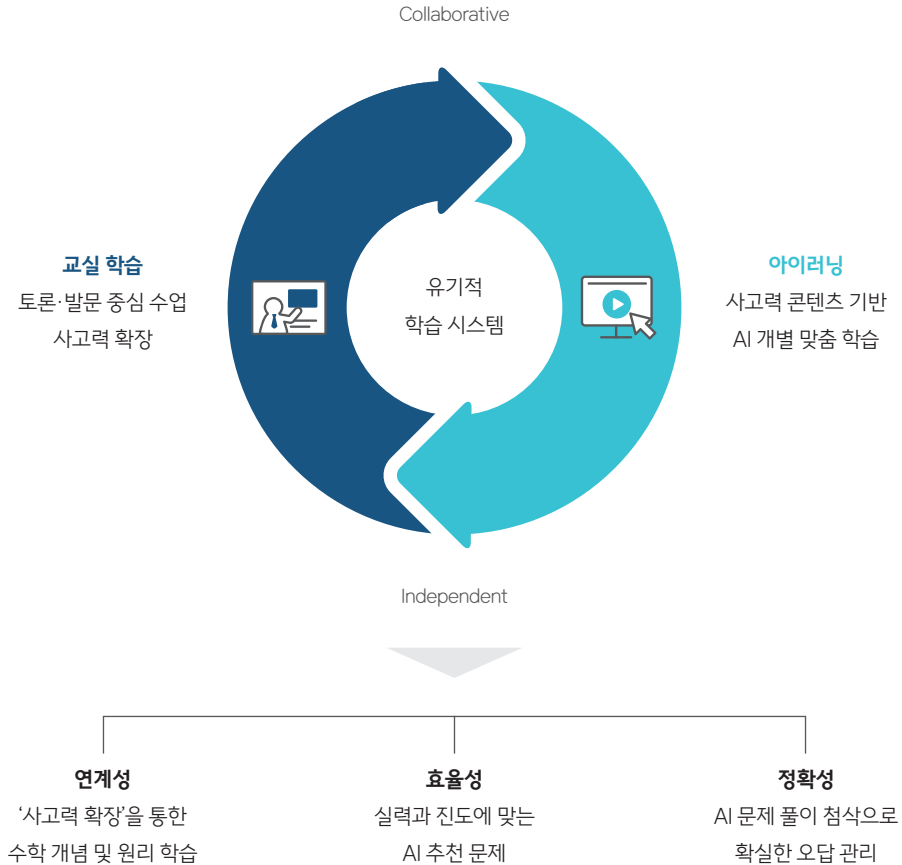 Collaborative
교실 학습
토론·발문 중심 수업
사고력 확장
유기적
학습 시스템
아이러닝
사고력 콘텐츠 기반
AI 개별 맞춤 학습
Independent
연계성
‘사고력 확장’을 통한
수학 개념 및 원리 학습
효율성
실력과 진도에 맞는
AI 추천 문제
정확성
AI 문제 풀이 첨삭으로
확실한 오답 관리